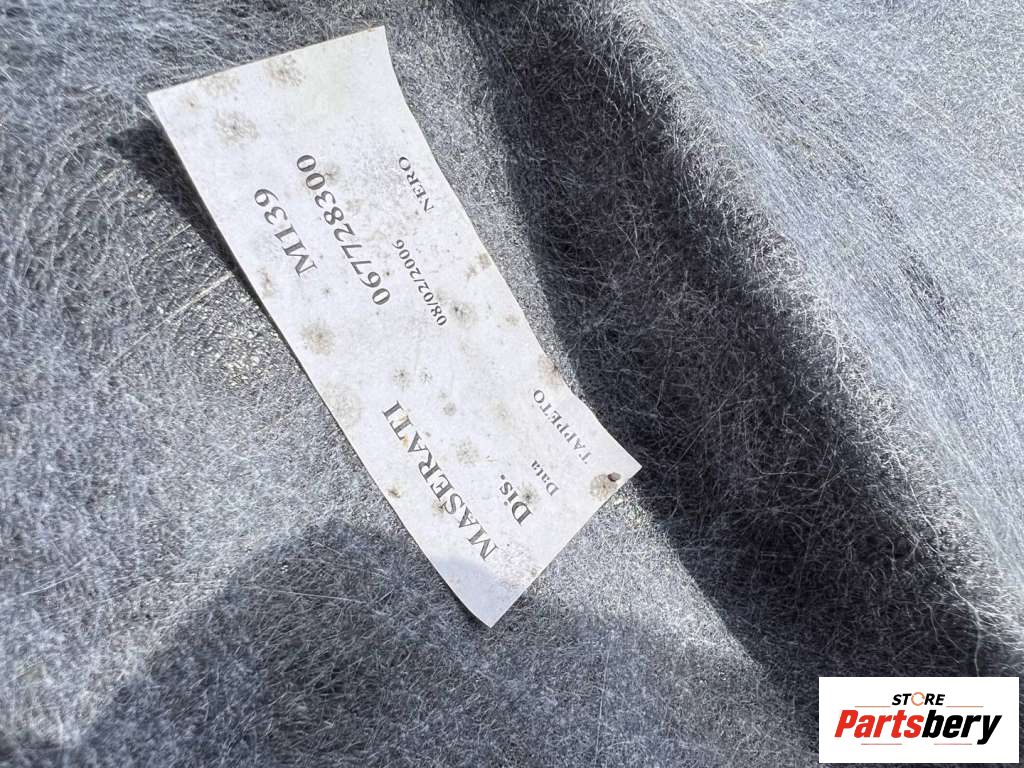 MASERATI M139
Dis. 067728300
Data 08/02/2006
TAPPETO NERO
STORE
Partsbery